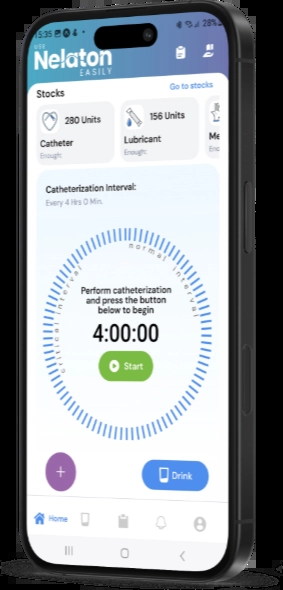 15:35
28%
USE
Nelaton
EASILY
Stocks
Go to stocks
280 Units
Catheter
Enough:
156 Units
Lubricant
Enough:
Me
Catheterization Interval:
Every 4 Hrs 0 Min.
normal interval
critical interval
Perform catheterization
and press the button
below to begin
4:00:00
Start
+
Drink
Home